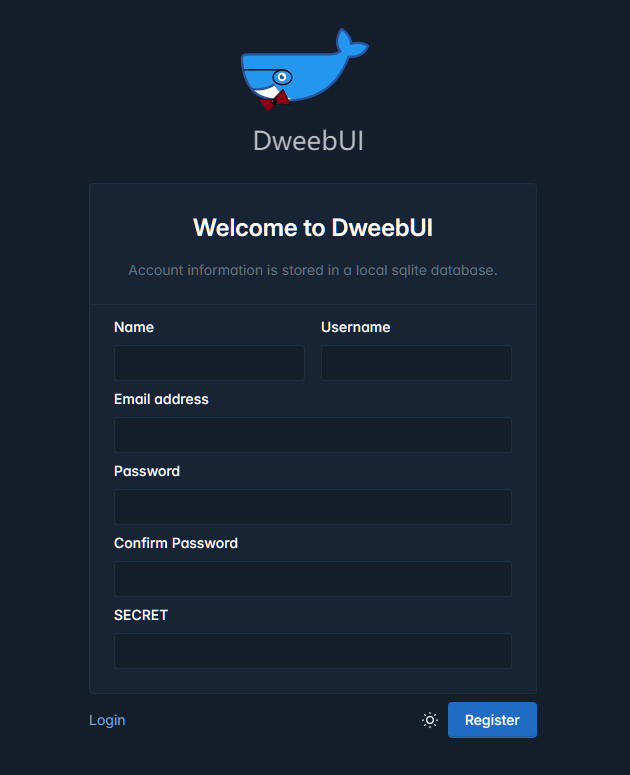 DweebUI
Welcome to DweebUI
Account information is stored in a local sqlite database.
Name Username
Email address
Password
Confirm Password
SECRET
Login Register